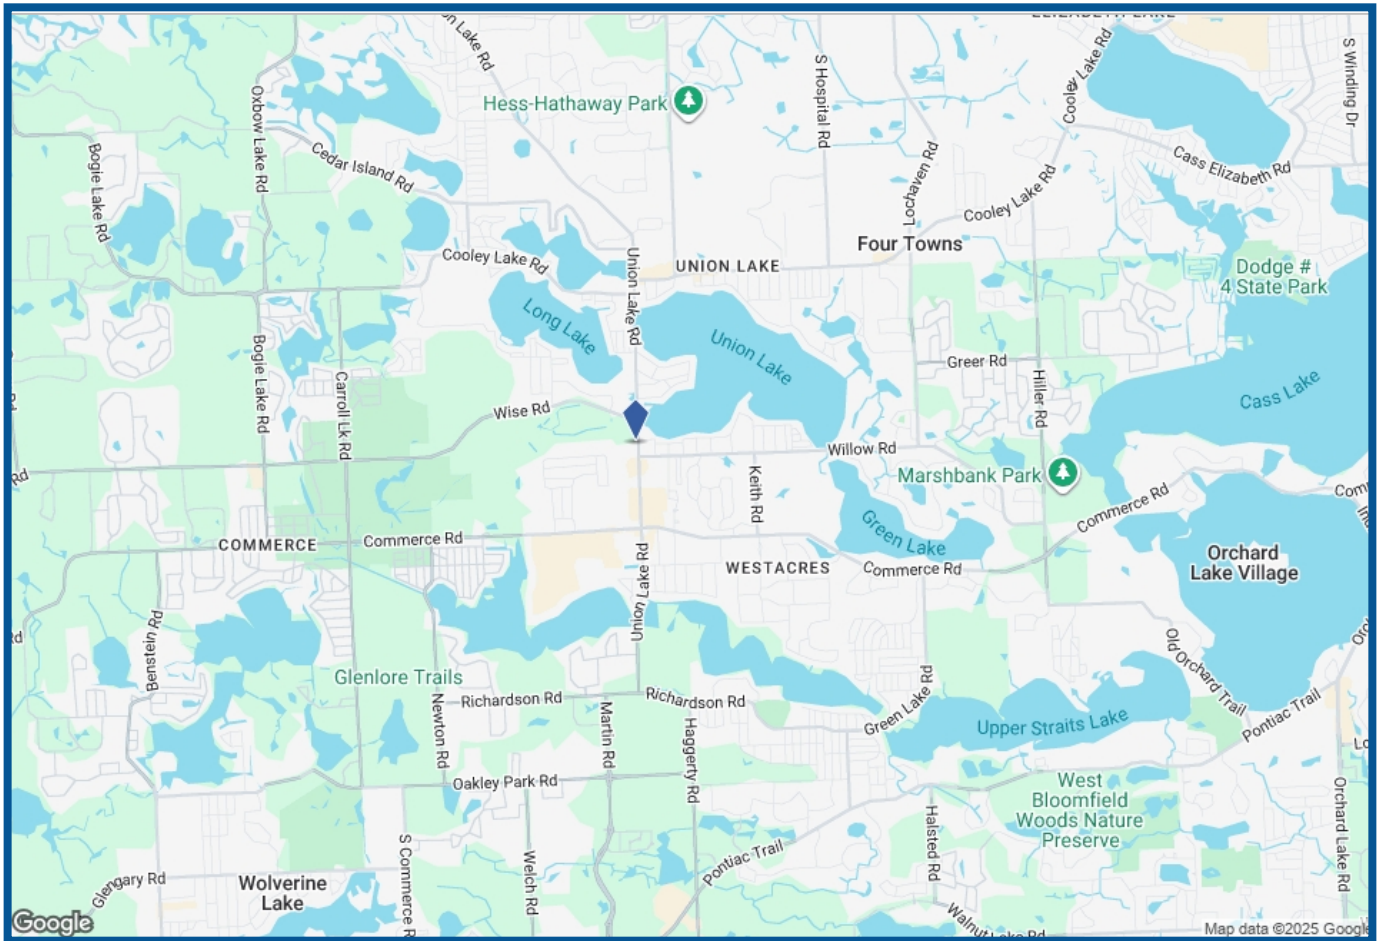 ELIZABETH LAKE
on Lake Rd
Cooley Lake Rd
S Winding Dr
S Hospital Rd
Hess-Hathaway Park
Oxbow Lake Rd
Bogie Lake Rd
Cedar Island Rd
Lochaven Rd
Cass Elizabeth Rd
Cooley Lake Rd
Four Towns
Cooley Lake Rd
Union Lake Rd
UNION LAKE
Dodge #
4 State Park
Long Lake
Union Lake
Bogie Lake Rd
Carroll Lk Rd
Greer Rd
Hiller Rd
Cass Lake
Wise Rd
Rd
Willow Rd
Keith Rd
Marshbank Park
Commerce Rd
Com
Green Lake
COMMERCE
Commerce Rd
Union Lake Rd
WESTACRES
Commerce Rd
Orchard
Lake Village
Benstein Rd
Old Orchard Trail
Glenlore Trails
Newton Rd
Richardson Rd
Richardson Rd
Martin Rd
Haggerty Rd
Green Lake Rd
Upper Straits Lake
Pontiac Trail
Oakley Park Rd
West
Bloomfield
Woods Nature
Preserve
Halsted Rd
Orchard Lake Rd
S Commerce R
Welch Rd
Pontiac Trail
Glengary Rd
Wolverine
Lake
Walnut Lake Rd
Google
Map data ©2025 Google